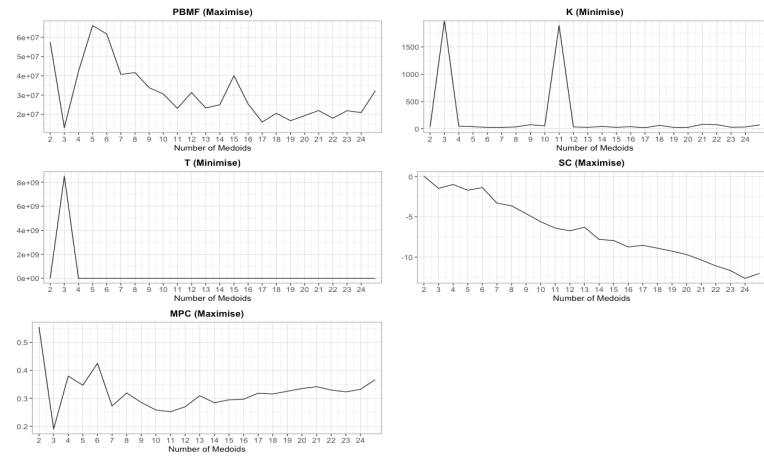 PBMF (Maximise)
6e+07
5e+07
4e+07
3e+07
2e+07
2 3 4 5 6 7 8 9 10 11 12 13 14 15 16 17 18 19 20 21 22 23 24
Number of Medoids
K (Minimise)
1500
1000
500
0
2 3 4 5 6 7 8 9 10 11 12 13 14 15 16 17 18 19 20 21 22 23 24
Number of Medoids
T (Minimise)
8e+09
6e+09
4e+09
2e+09
0e+00
2 3 4 5 6 7 8 9 10 11 12 13 14 15 16 17 18 19 20 21 22 23 24
Number of Medoids
SC (Maximise)
0
-5
-10
2 3 4 5 6 7 8 9 10 11 12 13 14 15 16 17 18 19 20 21 22 23 24
Number of Medoids
MPC (Maximise)
0.5
0.4
0.3
0.2
2 3 4 5 6 7 8 9 10 11 12 13 14 15 16 17 18 19 20 21 22 23 24
Number of Medoids